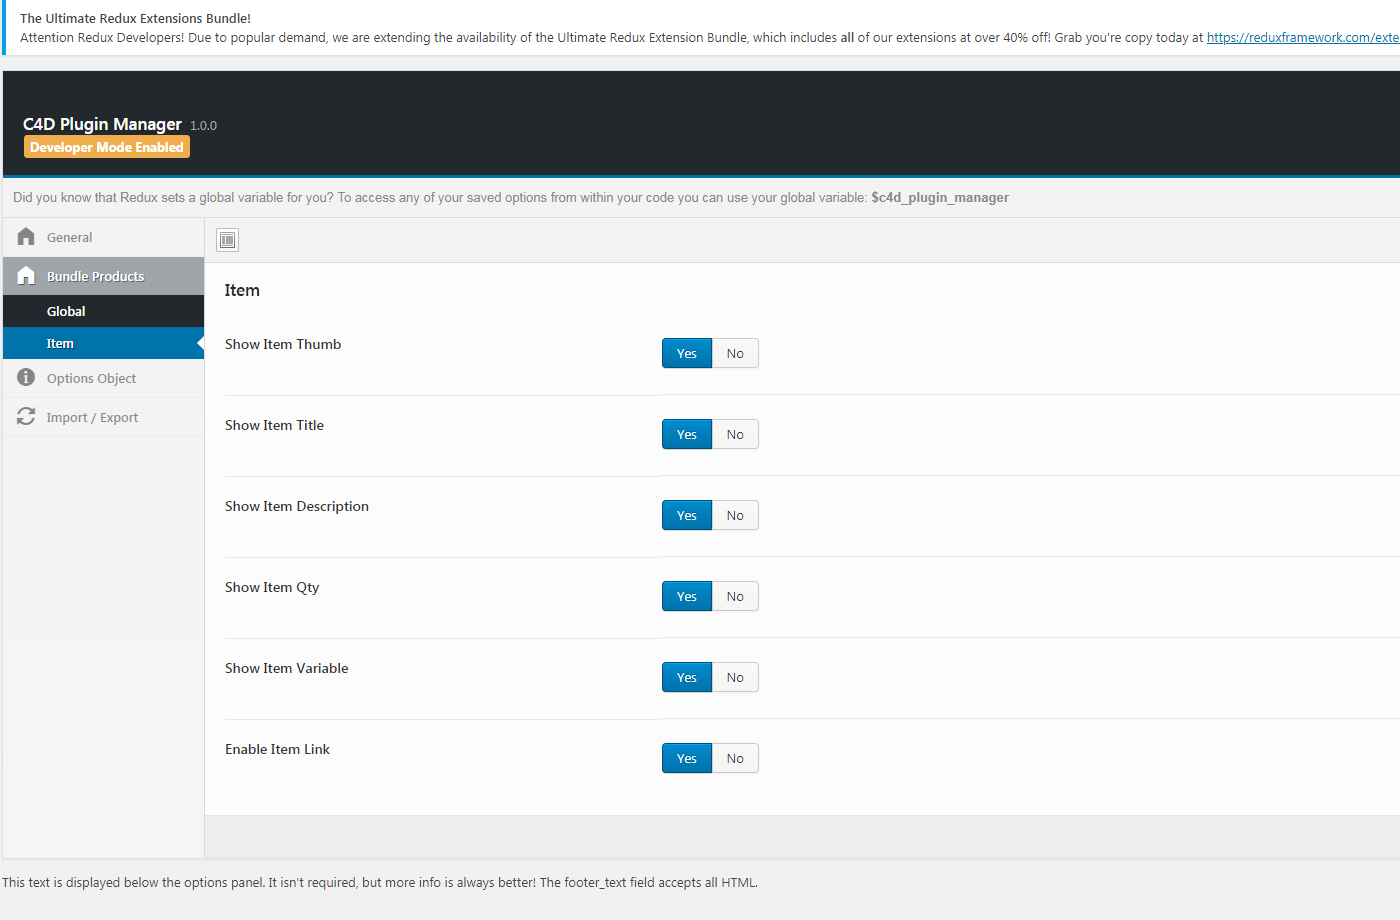 The Ultimate Redux Extensions Bundle!
Attention Redux Developers! Due to popular demand, we are extending the availability of the Ultimate Redux Extension Bundle, which includes all of our extensions at over 40% off! Grab you're copy today at https://reduxframework.com/exte
C4D Plugin Manager 1.0.0
Developer Mode Enabled
Did you know that Redux sets a global variable for you? To access any of your saved options from within your code you can use your global variable: $c4d_plugin_manager
General
Bundle Products
Global
Item
Options Object
Import / Export
Item
Show Item Thumb
Yes No
Show Item Title
Yes No
Show Item Description
Yes No
Show Item Qty
Yes No
Show Item Variable
Yes No
Enable Item Link
Yes No
This text is displayed below the options panel. It isn't required, but more info is always better! The footer_text field accepts all HTML.